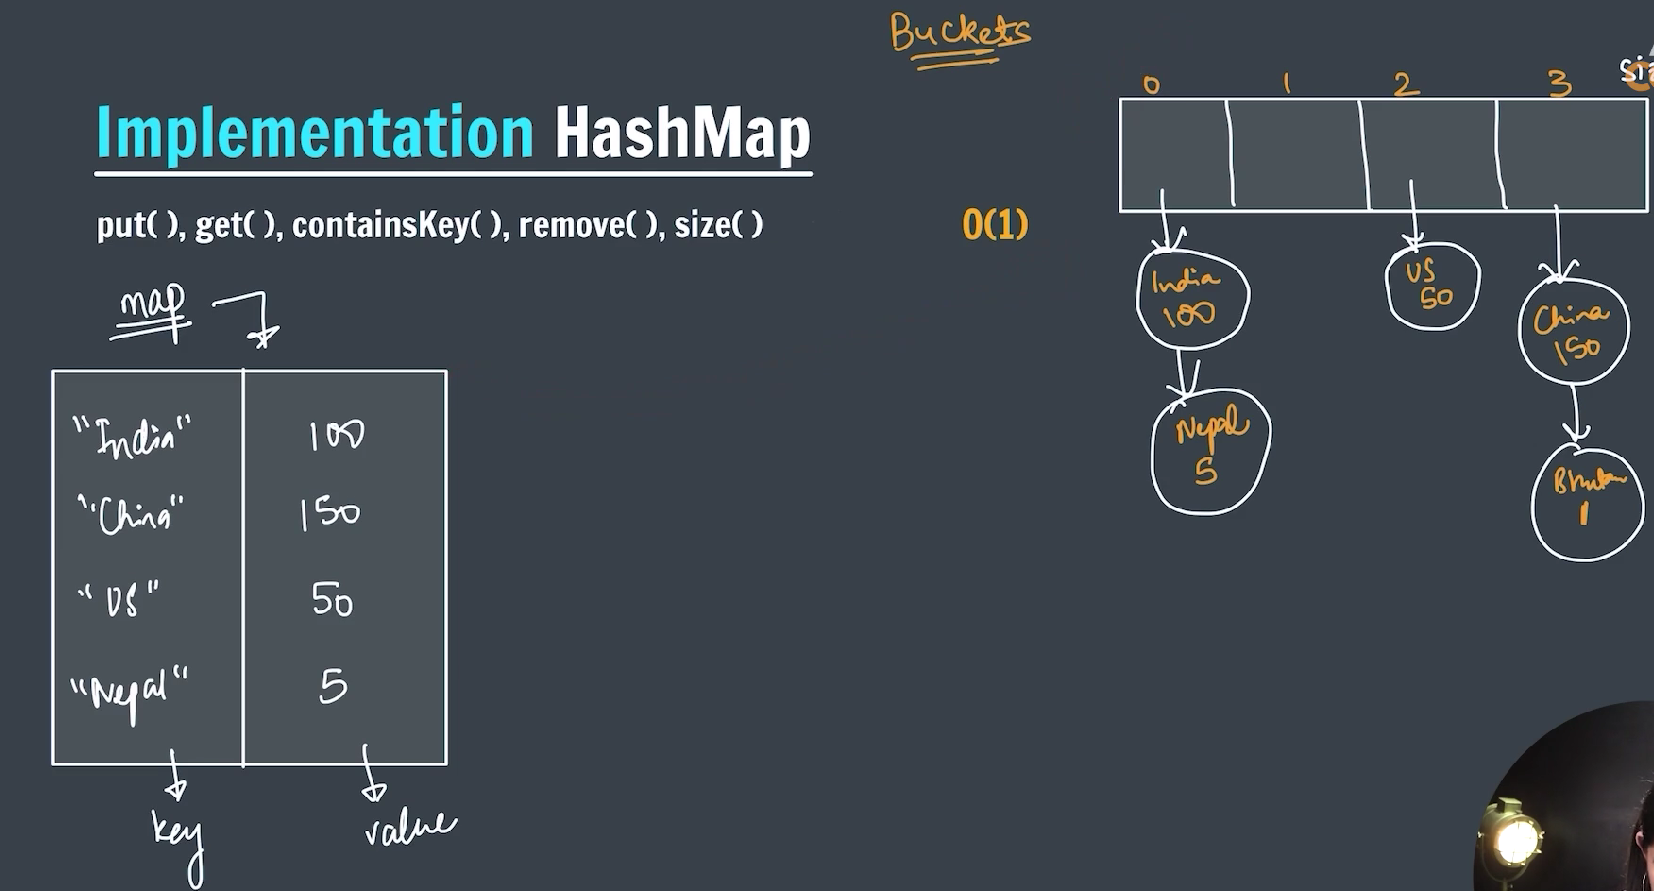 Buckets
Implementation HashMap
put( ), get( ), containsKey( ), remove( ), size( )
O(1)
map
"India" 100
"China" 150
"US" 50
"Nepal" 5
key value
0 1 2 3
India
100
US
50
China
150
Nepal
5
Bhutan
1